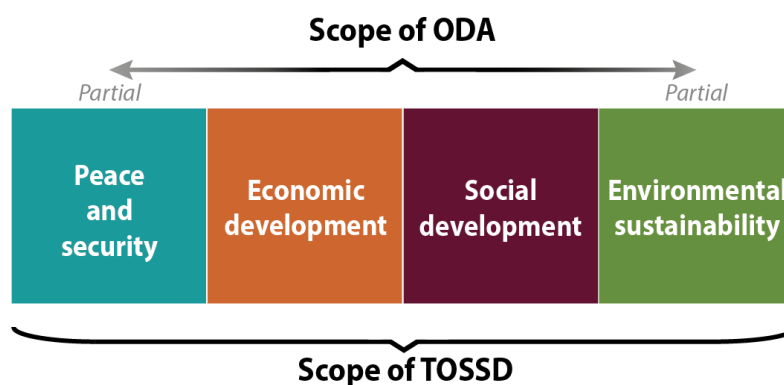 Scope of ODA
Partial
Partial
Peace
and
security
Economic
development
Social
development
Environmental
sustainability
Scope of TOSSD